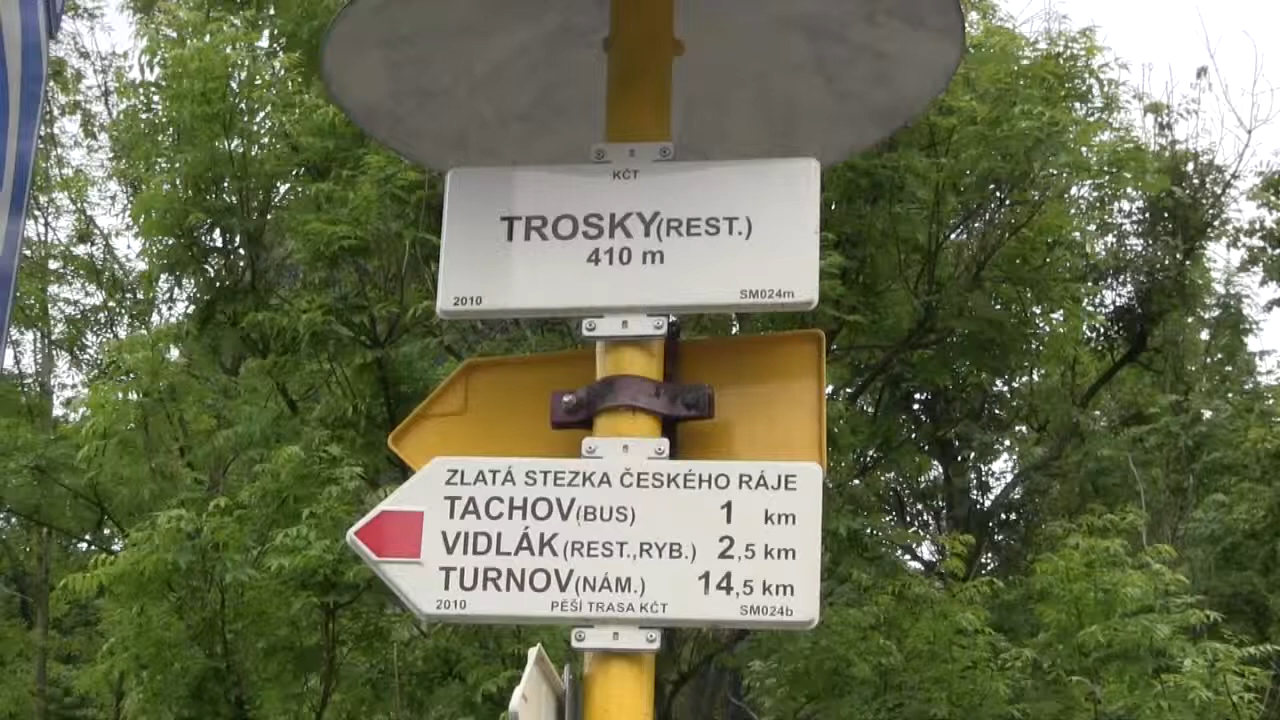 KČT
TROSKY(REST.)
410 m
2010 SM024m
ZLATÁ STEZKA ČESKÉHO RÁJE
TACHOV(BUS) 1 km
VIDLÁK(REST.,RYB.) 2,5 km
TURNOV(NÁM.) 14,5 km
2010 PĚŠÍ TRASA KČT SM024b